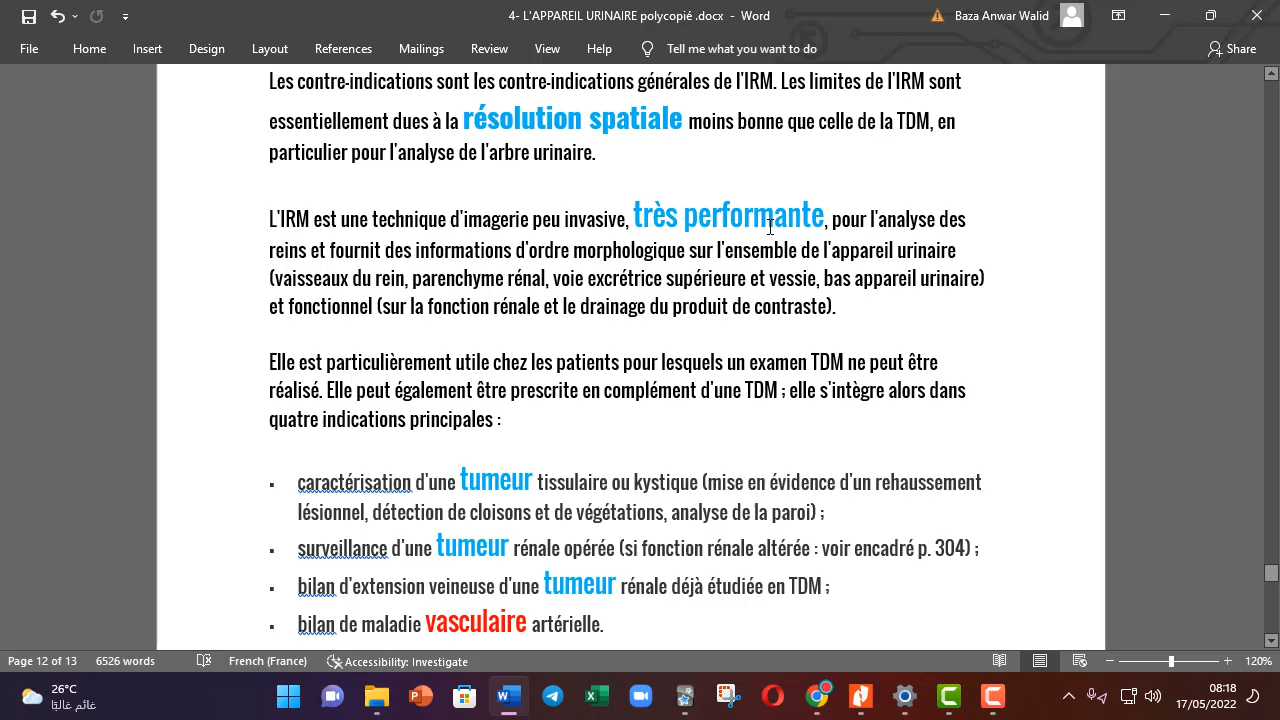 4- L'APPAREIL URINAIRE polycopié .docx - Word
Baza Anwar Walid
File Home Insert Design Layout References Mailings Review View Help Tell me what you want to do Share
Les contre-indications sont les contre-indications générales de l'IRM. Les limites de l'IRM sont
essentiellement dues à la résolution spatiale moins bonne que celle de la TDM, en
particulier pour l'analyse de l'arbre urinaire.
L'IRM est une technique d'imagerie peu invasive, très performante, pour l'analyse des
reins et fournit des informations d'ordre morphologique sur l'ensemble de l'appareil urinaire
(vaisseaux du rein, parenchyme rénal, voie excrétrice supérieure et vessie, bas appareil urinaire)
et fonctionnel (sur la fonction rénale et le drainage du produit de contraste).
Elle est particulièrement utile chez les patients pour lesquels un examen TDM ne peut être
réalisé. Elle peut également être prescrite en complément d'une TDM ; elle s'intègre alors dans
quatre indications principales :
▪ caractérisation d'une tumeur tissulaire ou kystique (mise en évidence d'un rehaussement
lésionnel, détection de cloisons et de végétations, analyse de la paroi) ;
▪ surveillance d'une tumeur rénale opérée (si fonction rénale altérée : voir encadré p. 304) ;
▪ bilan d'extension veineuse d'une tumeur rénale déjà étudiée en TDM ;
▪ bilan de maladie vasculaire artérielle.
Page 12 of 13 6526 words French (France) Accessibility: Investigate 120%
26°C
غائم غالبًا
08:18
17/05/2022